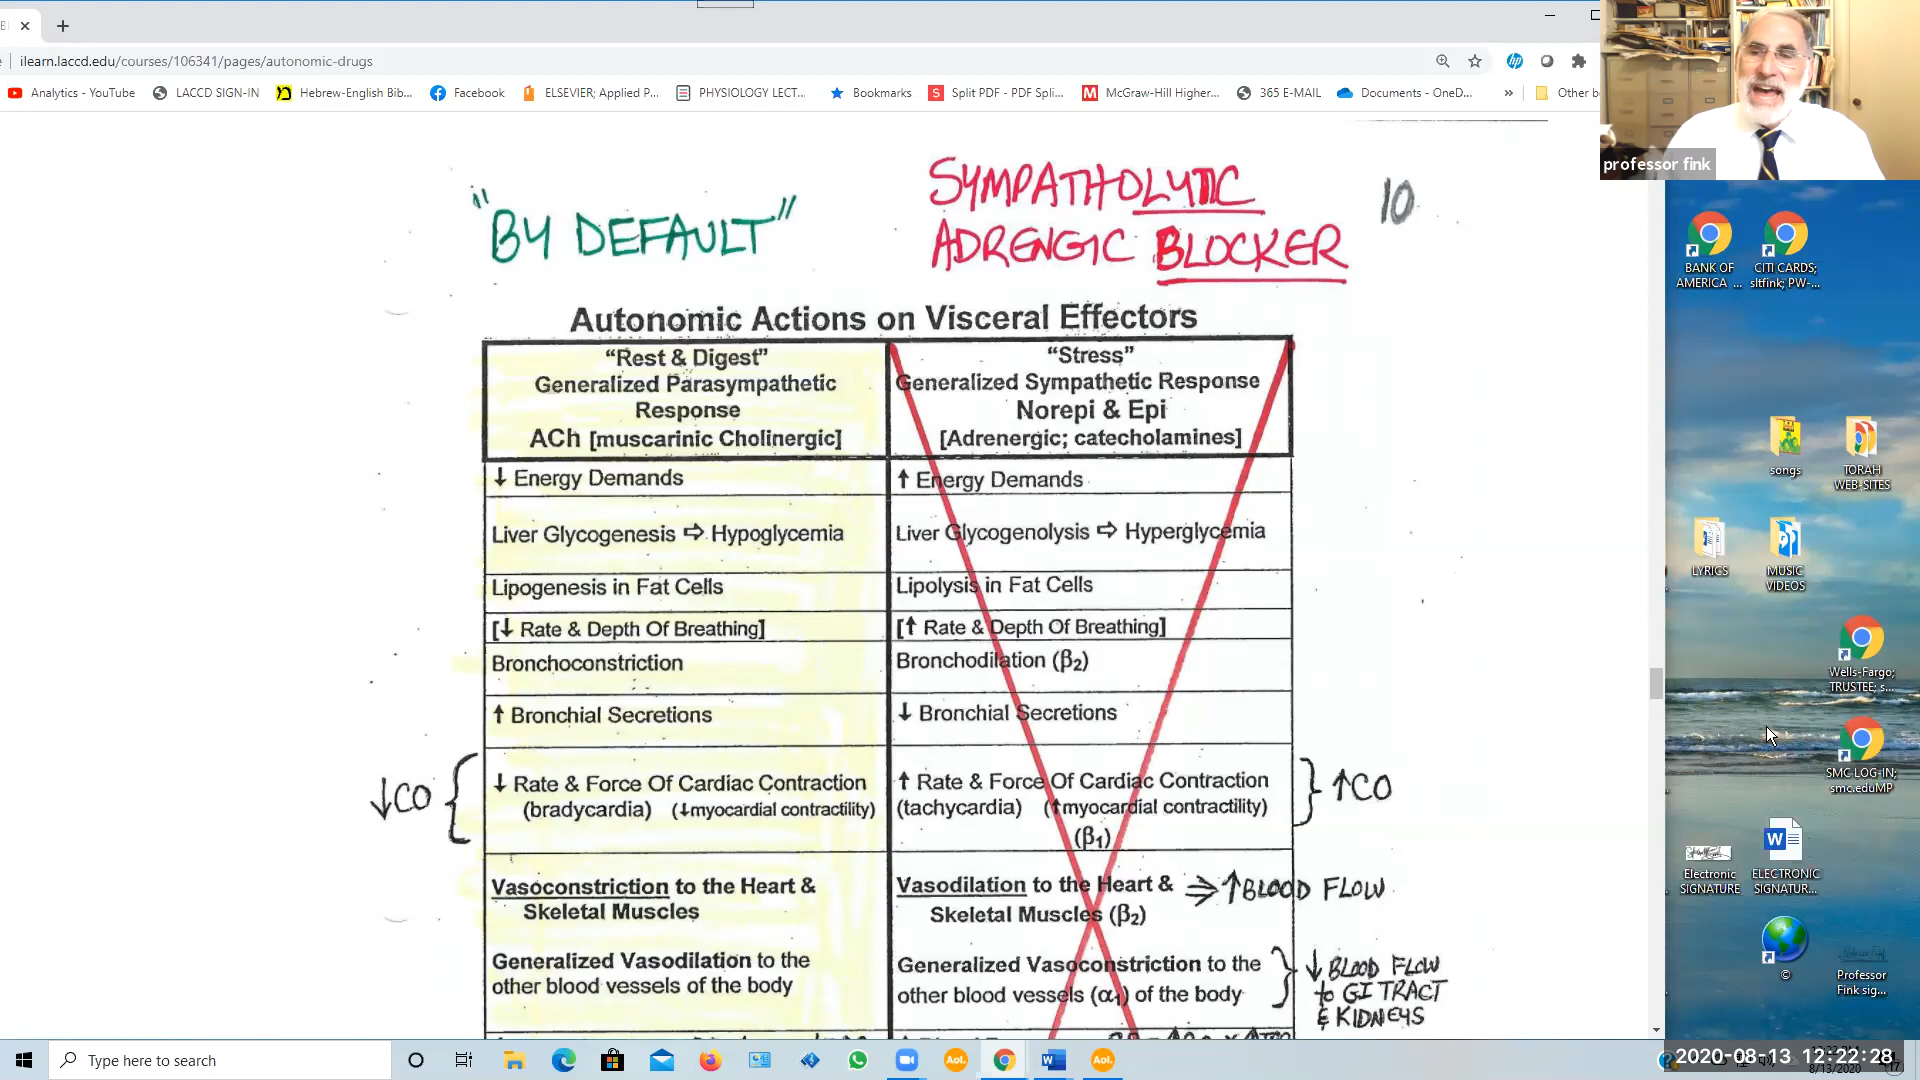 ilearn.laccd.edu/courses/106341/pages/autonomic-drugs
Analytics - YouTube
LACCD SIGN-IN
Hebrew-English Bib...
Facebook
ELSEVIER; Applied P...
PHYSIOLOGY LECT...
Bookmarks
Split PDF - PDF Spli...
McGraw-Hill Higher...
365 E-MAIL
Documents - OneD...
»
Other b
professor fink
"BY DEFAULT"
SYMPATHOLYTIC
ADRENGIC BLOCKER
10
Autonomic Actions on Visceral Effectors
"Rest & Digest"
Generalized Parasympathetic
Response
ACh [muscarinic Cholinergic]
"Stress"
Generalized Sympathetic Response
Norepi & Epi
[Adrenergic; catecholamines]
↓ Energy Demands
↑ Energy Demands
Liver Glycogenesis ⇨ Hypoglycemia
Liver Glycogenolysis ⇨ Hyperglycemia
Lipogenesis in Fat Cells
Lipolysis in Fat Cells
[↓ Rate & Depth Of Breathing]
[↑ Rate & Depth Of Breathing]
Bronchoconstriction
Bronchodilation (β2)
↑ Bronchial Secretions
↓ Bronchial Secretions
↓CO
↓ Rate & Force Of Cardiac Contraction
(bradycardia) (↓myocardial contractility)
↑ Rate & Force Of Cardiac Contraction
(tachycardia) (↑myocardial contractility)
(β1)
↑CO
Vasoconstriction to the Heart &
Skeletal Muscles
Vasodilation to the Heart &
Skeletal Muscles (β2)
⇒ ↑BLOOD FLOW
Generalized Vasodilation to the
other blood vessels of the body
Generalized Vasoconstriction to the
other blood vessels (α1) of the body
↓ BLOOD FLOW
to GI TRACT
& KIDNEYS
BANK OF
AMERICA ...
CITI CARDS;
sltfink; PW-...
songs
TORAH
WEB-SITES
LYRICS
MUSIC
VIDEOS
Wells-Fargo;
TRUSTEE; s...
SMC LOG-IN;
smc.eduMP
Electronic
SIGNATURE
ELECTRONIC
SIGNATUR...
©
Professor
Fink sig...
Type here to search
Aol.
Aol.
2020-08-13 12:22:28
8/13/2020